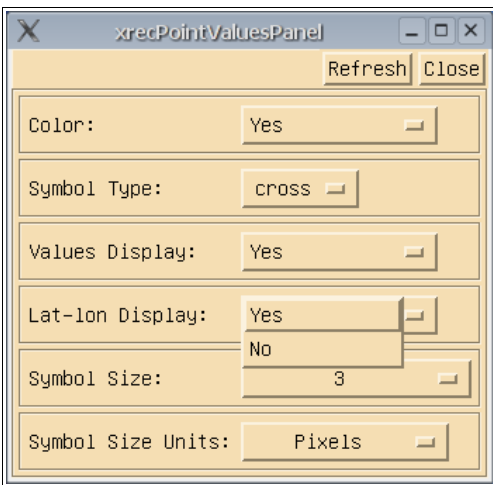 xrecPointValuesPanel
Refresh Close
Color: Yes
Symbol Type: cross
Values Display: Yes
Lat-lon Display: Yes
No
Symbol Size: 3
Symbol Size Units: Pixels